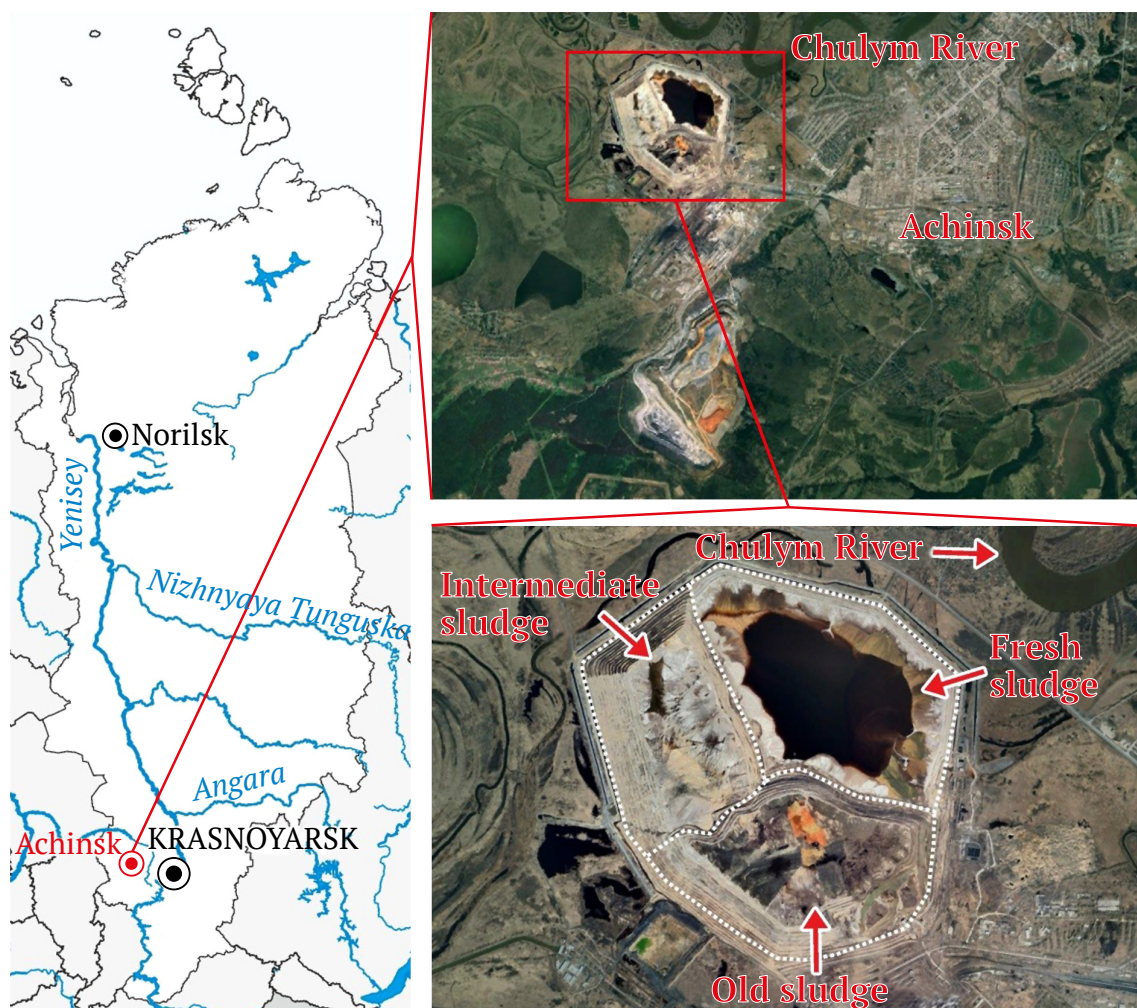 Norilsk
Yenisey
Nizhnyaya Tunguska
Angara
Achinsk
KRASNOYARSK
Chulym River
Achinsk
Chulym River
Intermediate
sludge
Fresh
sludge
Old sludge